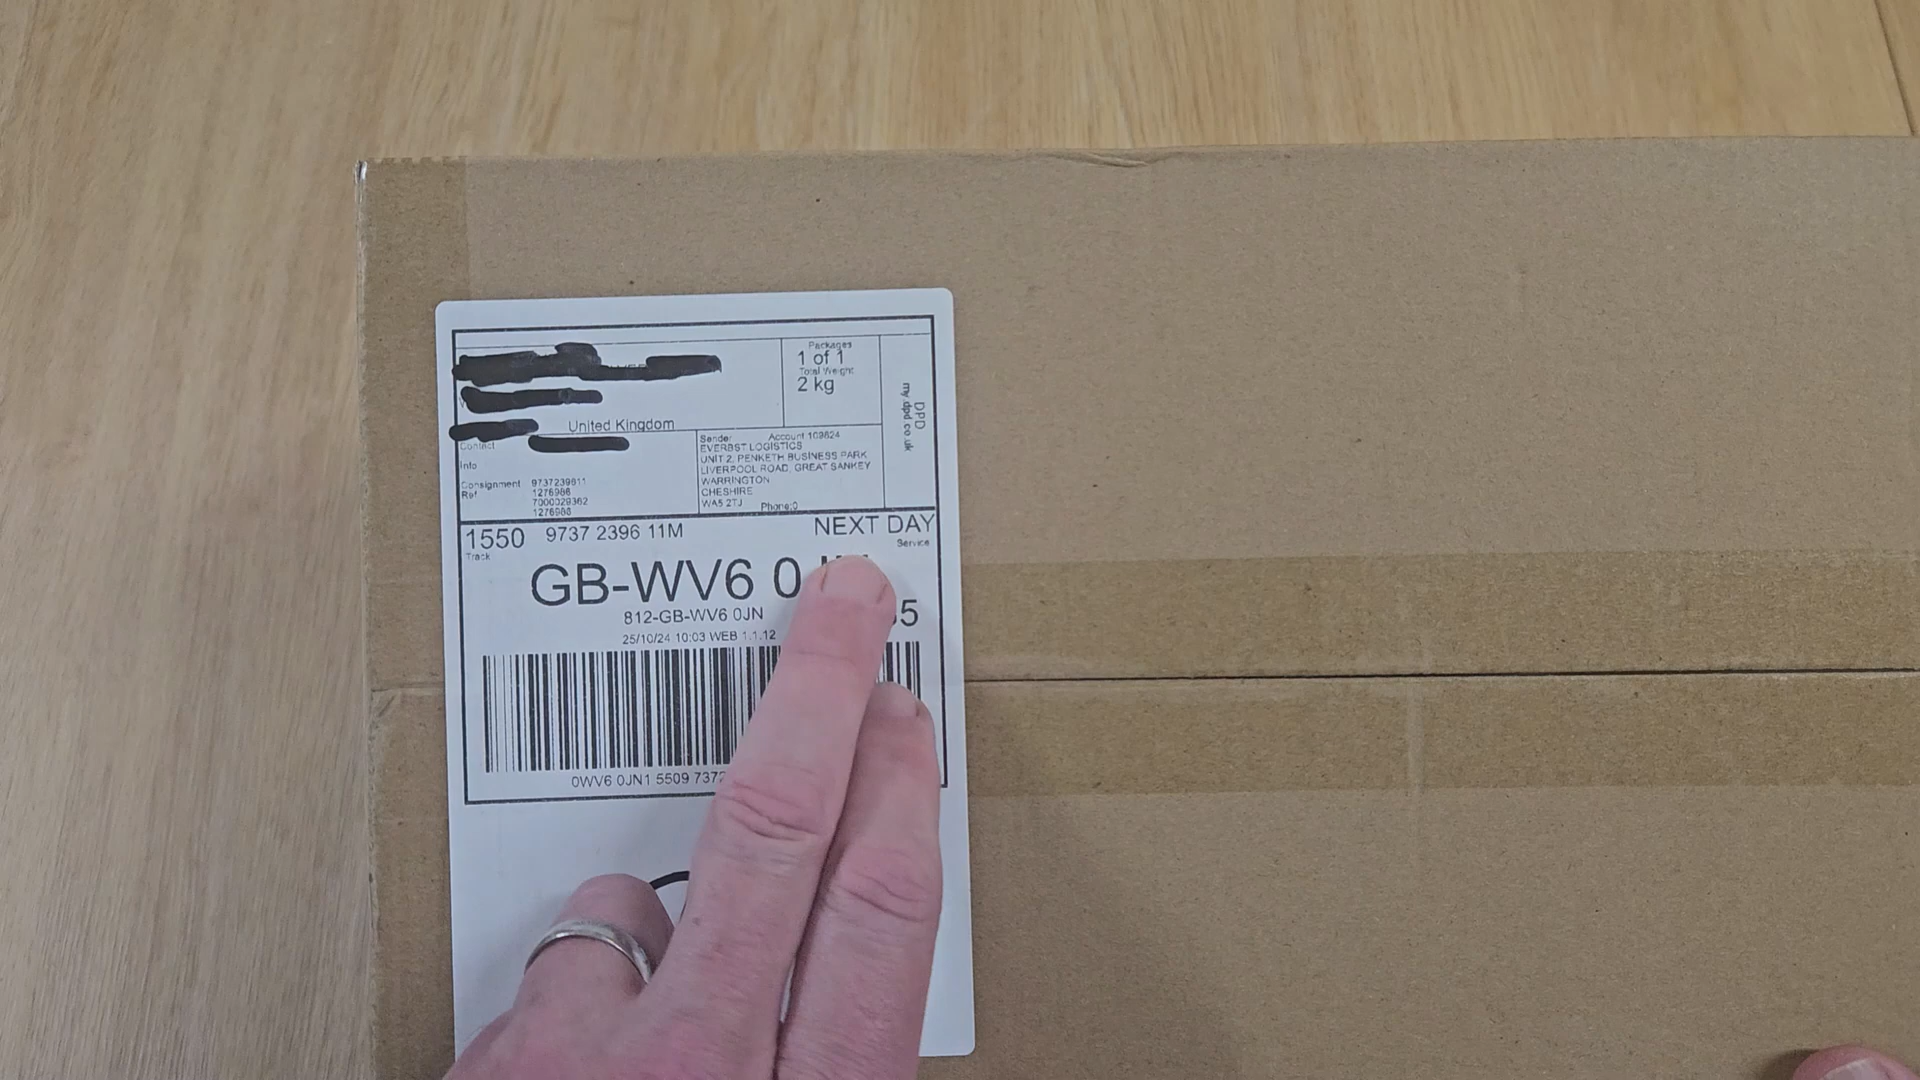 Packages
1 of 1
Total Weight
2 kg
DPD
my.dpd.co.uk
United Kingdom
Contact
Info
Consignment 9737239611
Ref 1276988
7000029362
1276988
Sender Account 109824
EVERBST LOGISTICS
UNIT 2, PENKETH BUSINESS PARK
LIVERPOOL ROAD, GREAT SANKEY
WARRINGTON
CHESHIRE
WA5 2TJ Phone:0
1550 9737 2396 11M NEXT DAY
Track Service
GB-WV6 0
812-GB-WV6 0JN
25/10/24 10:03 WEB 1.1.12
0WV6 0JN1 5509 7372